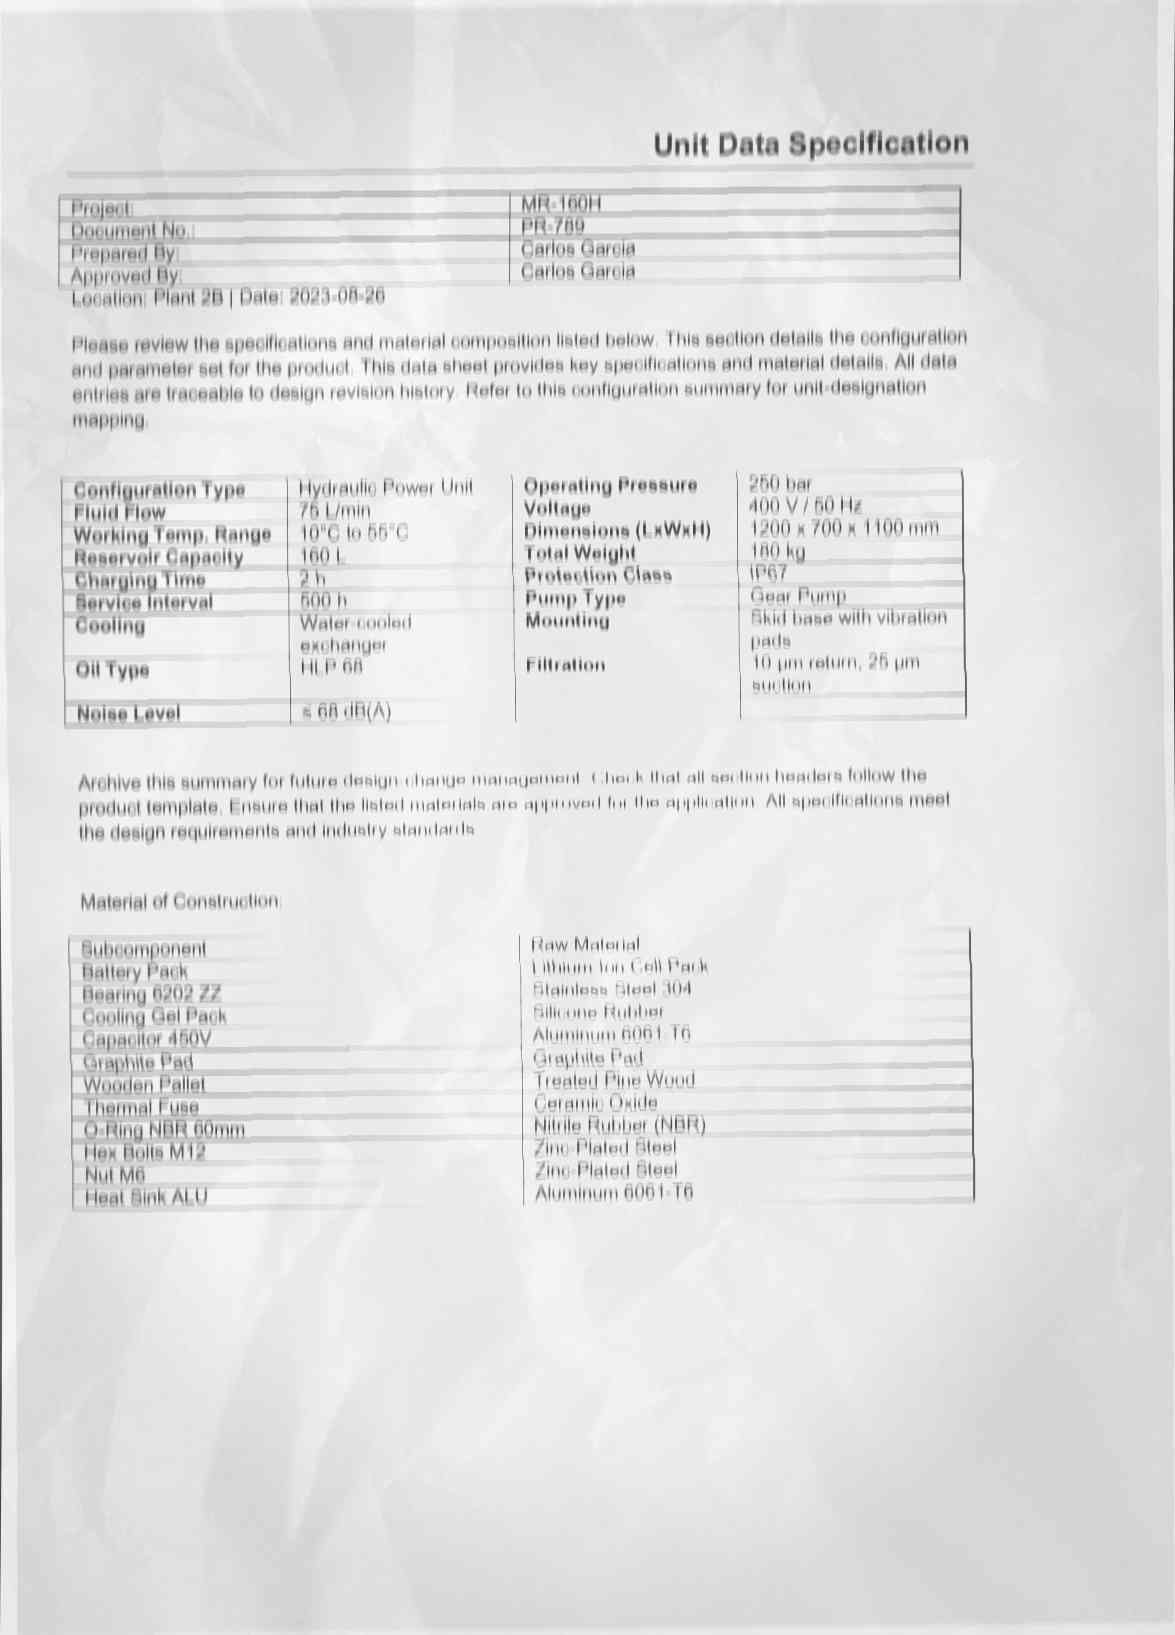 Unit Data Specification
Project: MR-160H
Document No.: PR-789
Prepared By: Carlos Garcia
Approved By: Carlos Garcia
Location: Plant 2B | Date: 2023-08-26
Please review the specifications and material composition listed below. This section details the configuration
and parameter set for the product. This data sheet provides key specifications and material details. All data
entries are traceable to design revision history. Refer to this configuration summary for unit-designation
mapping.
Configuration Type Hydraulic Power Unit Operating Pressure 250 bar
Fluid Flow 75 L/min Voltage 400 V / 50 Hz
Working Temp. Range 10°C to 55°C Dimensions (LxWxH) 1200 x 700 x 1100 mm
Reservoir Capacity 160 L Total Weight 180 kg
Charging Time 2 h Protection Class IP67
Service Interval 500 h Pump Type Gear Pump
Cooling Water-cooled Mounting Skid base with vibration
exchanger pads
Oil Type HLP 68 Filtration 10 µm return, 25 µm
suction
Noise Level ≤ 68 dB(A)
Archive this summary for future design-change management. Check that all section headers follow the
product template. Ensure that the listed materials are approved for the application. All specifications meet
the design requirements and industry standards.
Material of Construction:
Subcomponent Raw Material
Battery Pack Lithium-Ion Cell Pack
Bearing 6202 ZZ Stainless Steel 304
Cooling Gel Pack Silicone Rubber
Capacitor 450V Aluminum 6061-T6
Graphite Pad Graphite Pad
Wooden Pallet Treated Pine Wood
Thermal Fuse Ceramic Oxide
O-Ring NBR 60mm Nitrile Rubber (NBR)
Hex Bolts M12 Zinc-Plated Steel
Nut M6 Zinc-Plated Steel
Heat Sink ALU Aluminum 6061-T6